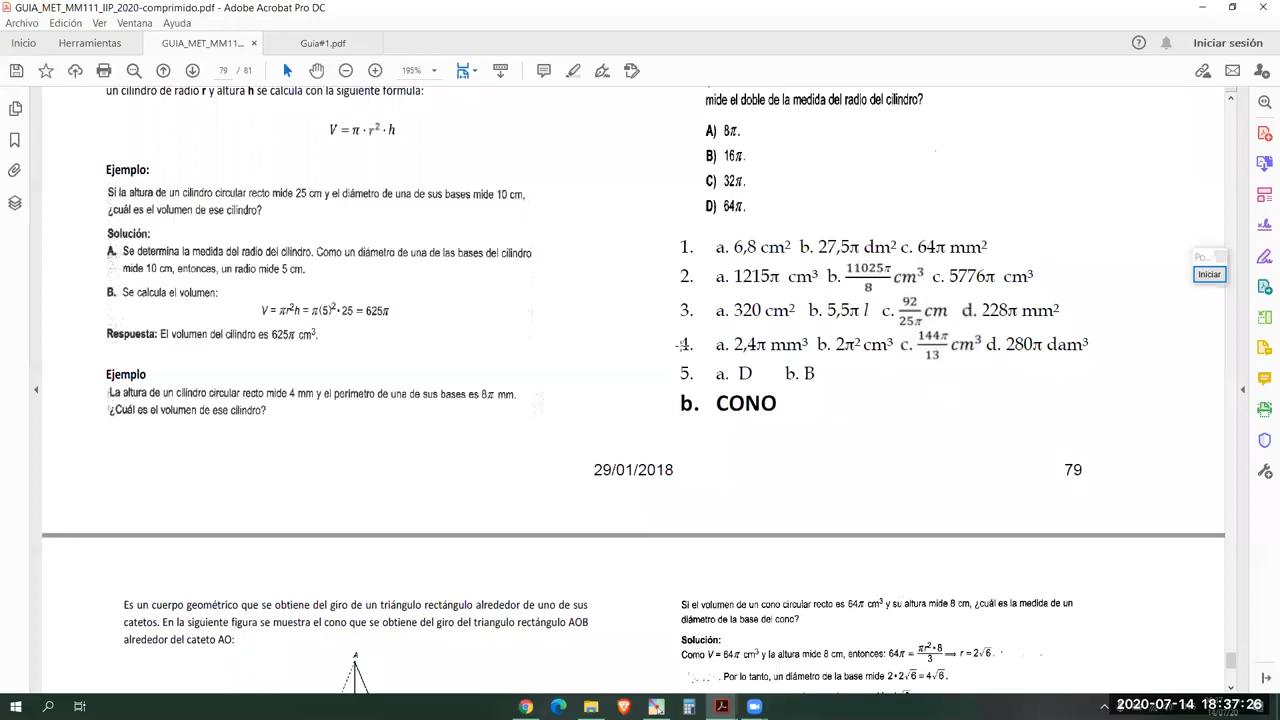 GUIA_MET_MM111_IIP_2020-comprimido.pdf - Adobe Acrobat Pro DC
Archivo Edición Ver Ventana Ayuda
Inicio Herramientas GUIA_MET_MM11... × Guia#1.pdf Iniciar sesión
79 / 81 195%
un cilindro de radio r y altura h se calcula con la siguiente fórmula:
V = π · r² · h
Ejemplo:
Si la altura de un cilindro circular recto mide 25 cm y el diámetro de una de sus bases mide 10 cm,
¿cuál es el volumen de ese cilindro?
Solución:
A. Se determina la medida del radio del cilindro. Como un diámetro de una de las bases del cilindro
mide 10 cm, entonces, un radio mide 5 cm.
B. Se calcula el volumen:
V = πr²h = π(5)²•25 = 625π
Respuesta: El volumen del cilindro es 625π cm³.
Ejemplo
La altura de un cilindro circular recto mide 4 mm y el perímetro de una de sus bases es 8π mm.
¿Cuál es el volumen de ese cilindro?
mide el doble de la medida del radio del cilindro?
A) 8π.
B) 16π.
C) 32π.
D) 64π.
1. a. 6,8 cm² b. 27,5π dm² c. 64π mm²
2. a. 1215π cm³ b. 11025π/8 cm³ c. 5776π cm³
3. a. 320 cm² b. 5,5π l c. 92/25π cm d. 228π mm²
4. a. 2,4π mm³ b. 2π² cm³ c. 144π/13 cm³ d. 280π dam³
5. a. D b. B
b. CONO
29/01/2018 79
Po...
Iniciar
Es un cuerpo geométrico que se obtiene del giro de un triángulo rectángulo alrededor de uno de sus
catetos. En la siguiente figura se muestra el cono que se obtiene del giro del triangulo rectángulo AOB
alrededor del cateto AO:
A
Si el volumen de un cono circular recto es 64π cm³ y su altura mide 8 cm, ¿cuál es la medida de un
diámetro de la base del cono?
Solución:
Como V = 64π cm³ y la altura mide 8 cm, entonces: 64π = πr²•8/3 ⟹ r = 2√6.
Por lo tanto, un diámetro de la base mide 2•2√6 = 4√6.
2020-07-14 18:37:26